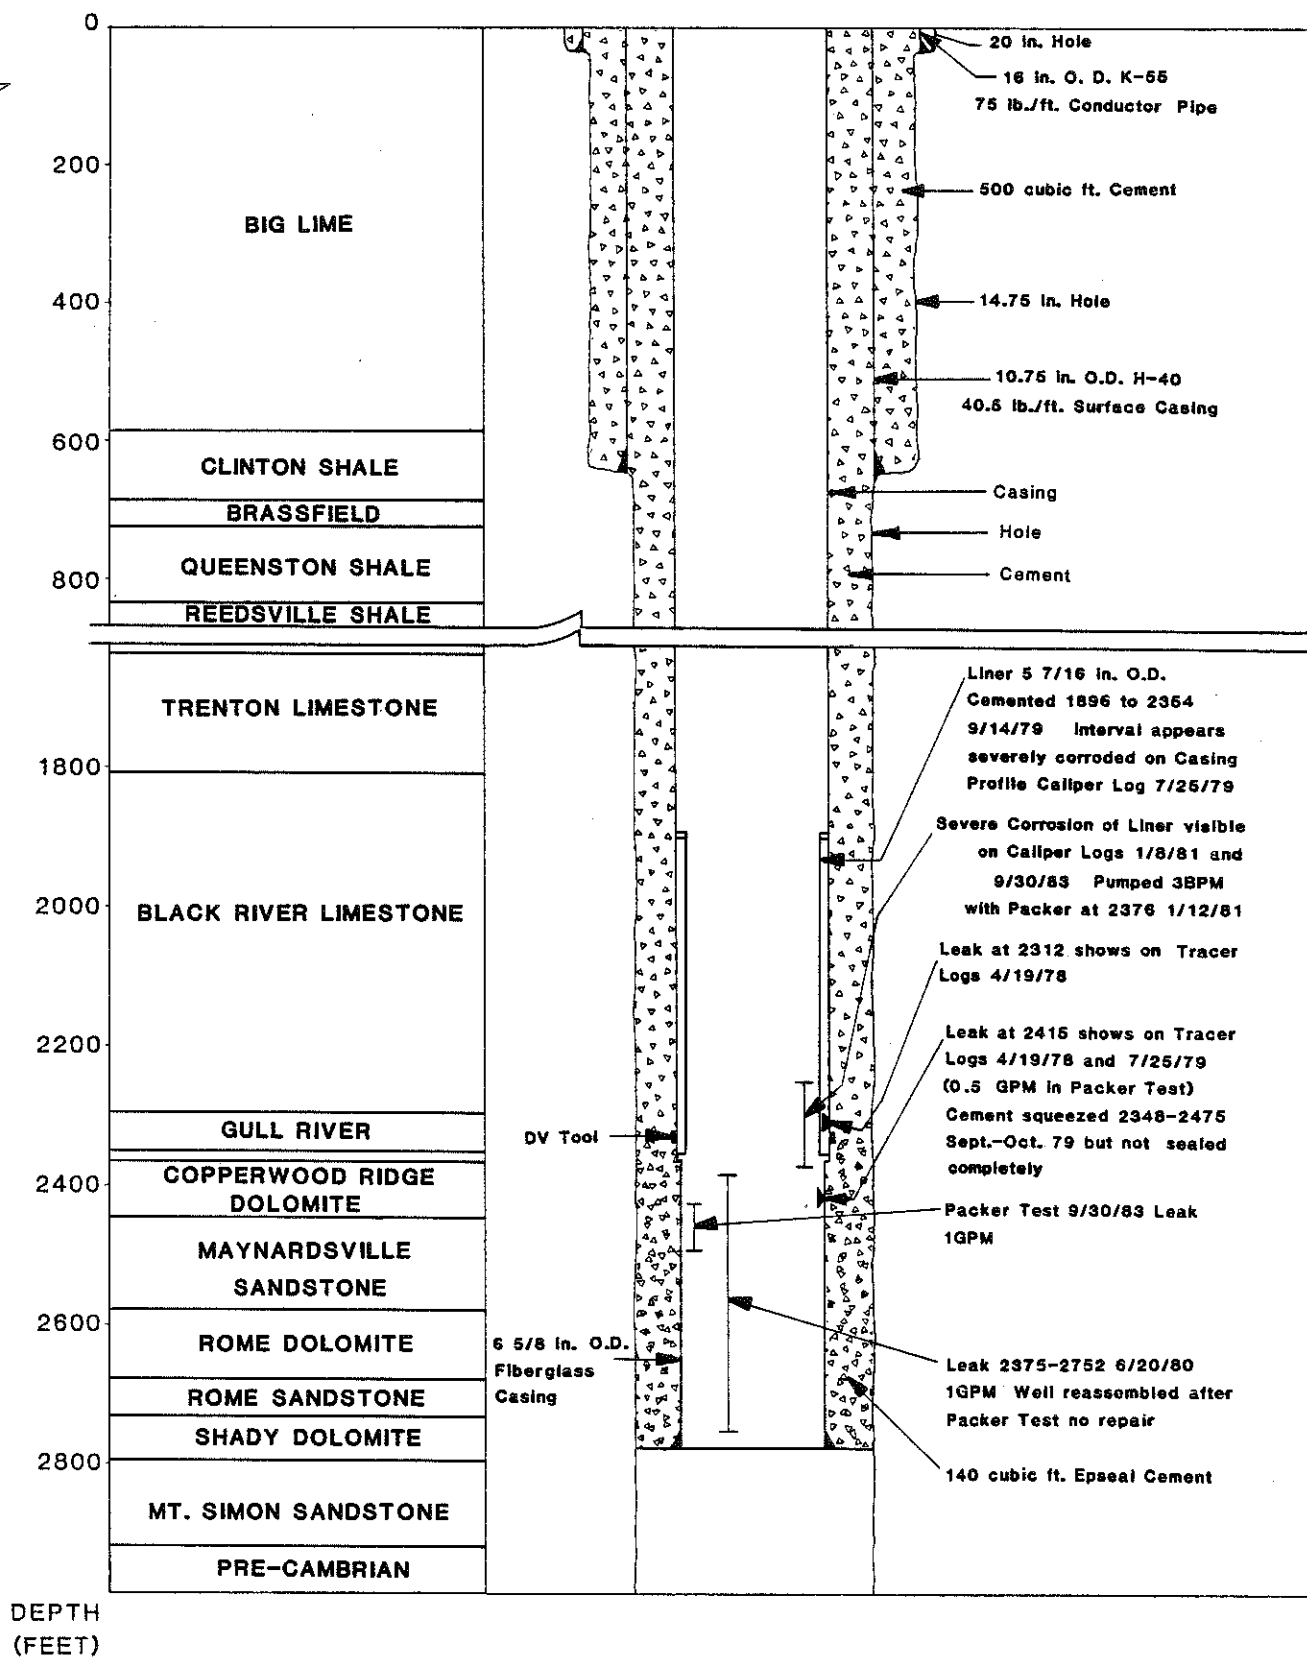 0
20 in. Hole
16 in. O. D. K-55
75 lb./ft. Conductor Pipe
200
500 cubic ft. Cement
BIG LIME
400
14.75 in. Hole
10.75 in. O.D. H-40
40.5 lb./ft. Surface Casing
600
CLINTON SHALE
Casing
BRASSFIELD
Hole
QUEENSTON SHALE
800
Cement
REEDSVILLE SHALE
Liner 5 7/16 in. O.D.
Cemented 1896 to 2354
9/14/79 Interval appears
severely corroded on Casing
Profile Caliper Log 7/25/79
TRENTON LIMESTONE
1800
Severe Corrosion of Liner visible
on Caliper Logs 1/8/81 and
9/30/83 Pumped 3BPM
with Packer at 2376 1/12/81
2000
BLACK RIVER LIMESTONE
Leak at 2312 shows on Tracer
Logs 4/19/78
2200
Leak at 2415 shows on Tracer
Logs 4/19/78 and 7/25/79
(0.5 GPM in Packer Test)
Cement squeezed 2348-2475
Sept.-Oct. 79 but not sealed
completely
GULL RIVER
DV Tool
2400
COPPERWOOD RIDGE
DOLOMITE
Packer Test 9/30/83 Leak
1GPM
MAYNARDSVILLE
SANDSTONE
2600
ROME DOLOMITE
6 5/8 in. O.D.
Fiberglass
Casing
Leak 2375-2752 6/20/80
1GPM Well reassembled after
Packer Test no repair
ROME SANDSTONE
SHADY DOLOMITE
2800
140 cubic ft. Epseal Cement
MT. SIMON SANDSTONE
PRE-CAMBRIAN
DEPTH
(FEET)